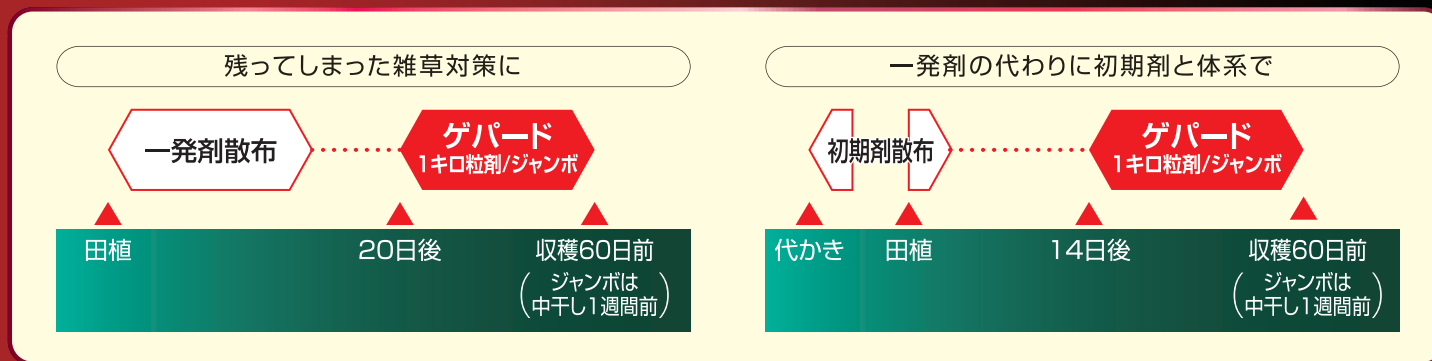 残ってしまった雑草対策に
一発剤散布
ゲパード
1キロ粒剤/ジャンボ
田植
20日後
収穫60日前
(ジャンボは
中干し1週間前)
一発剤の代わりに初期剤と体系で
初期剤散布
ゲパード
1キロ粒剤/ジャンボ
代かき
田植
14日後
収穫60日前
(ジャンボは
中干し1週間前)